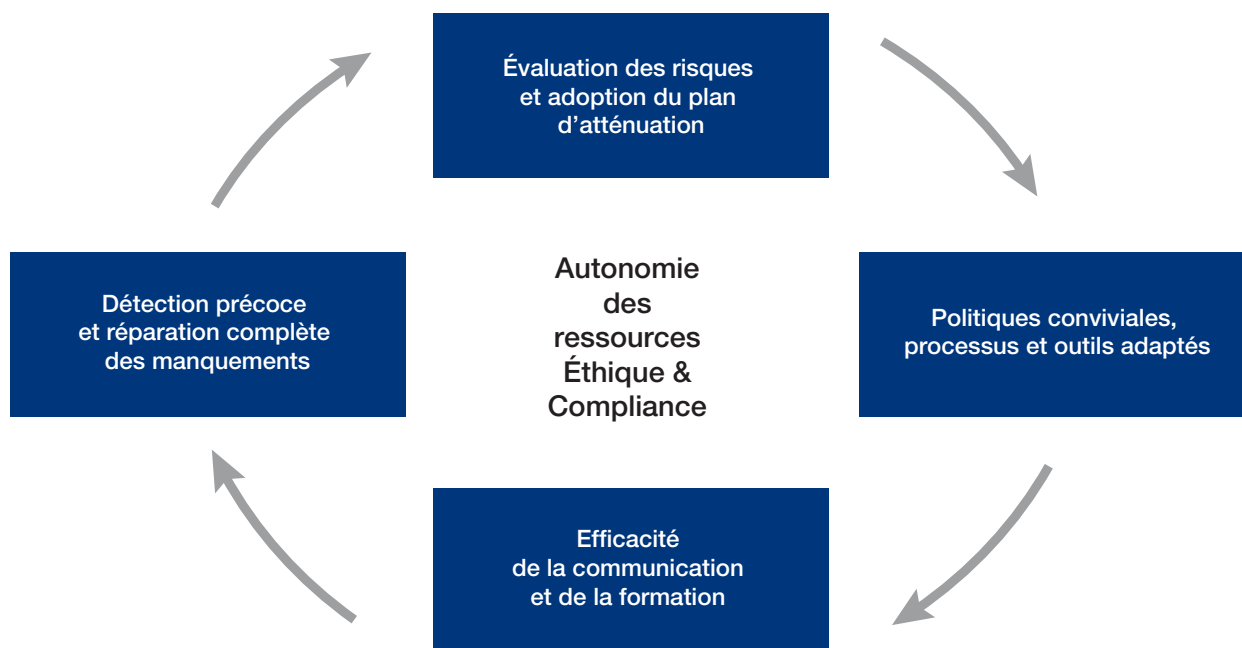 Évaluation des risques
et adoption du plan
d’atténuation
Détection précoce
et réparation complète
des manquements
Autonomie
des
ressources
Éthique &
Compliance
Politiques conviviales,
processus et outils adaptés
Efficacité
de la communication
et de la formation